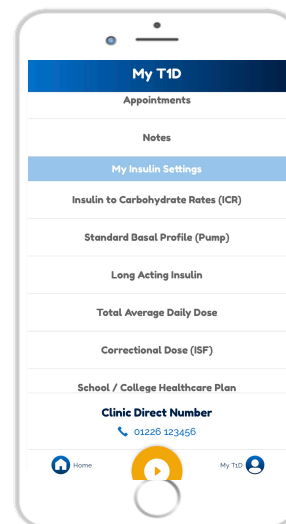 My T1D
Appointments
Notes
My Insulin Settings
Insulin to Carbohydrate Rates (ICR)
Standard Basal Profile (Pump)
Long Acting Insulin
Total Average Daily Dose
Correctional Dose (ISF)
School / College Healthcare Plan
Clinic Direct Number
01226 123456
Home
My T1D